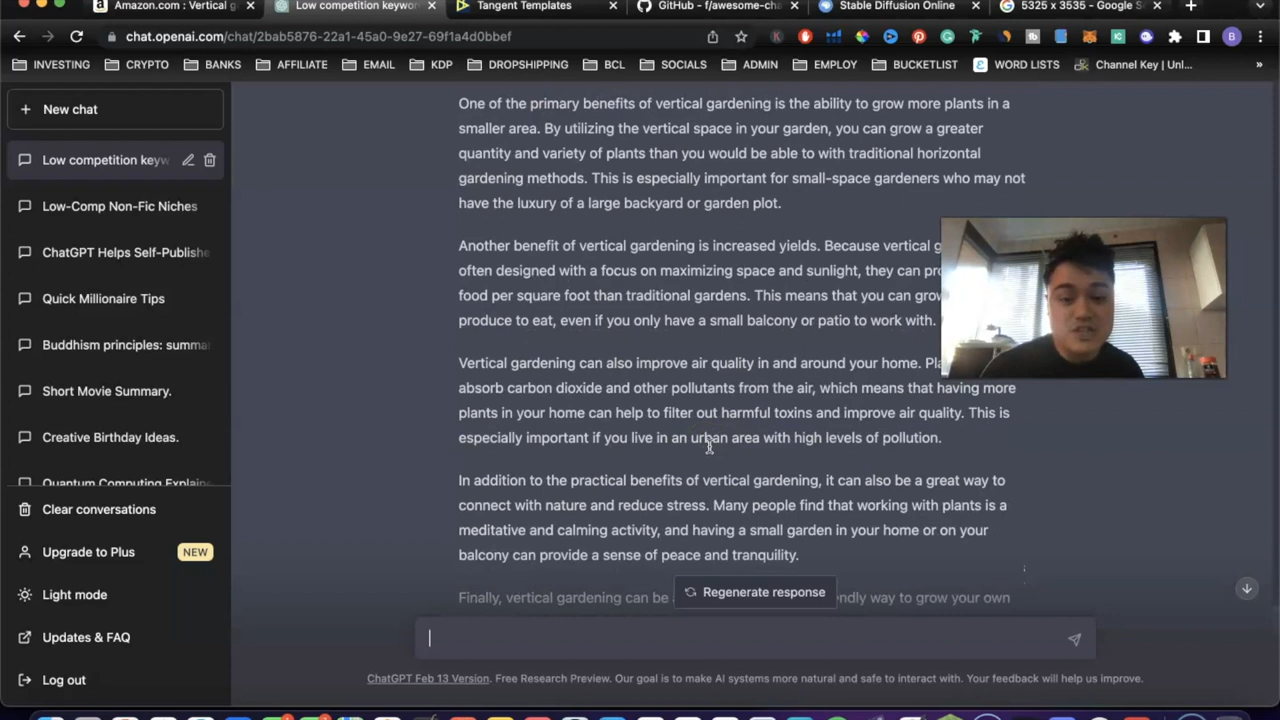 Amazon.com : Vertical g
Low competition keywor
Tangent Templates
GitHub - f/awesome-cha
Stable Diffusion Online
5325 x 3535 - Google S
chat.openai.com/chat/2bab5876-22a1-45a0-9e27-69f1a4d0bbef
B
INVESTING
CRYPTO
BANKS
AFFILIATE
EMAIL
KDP
DROPSHIPPING
BCL
SOCIALS
ADMIN
EMPLOY
BUCKETLIST
WORD LISTS
Channel Key | Unl...
»
New chat
Low competition keyw
Low-Comp Non-Fic Niches
ChatGPT Helps Self-Publishe
Quick Millionaire Tips
Buddhism principles: summa
Short Movie Summary.
Creative Birthday Ideas.
Quantum Computing Explaine
Clear conversations
Upgrade to Plus NEW
Light mode
Updates & FAQ
Log out
One of the primary benefits of vertical gardening is the ability to grow more plants in a
smaller area. By utilizing the vertical space in your garden, you can grow a greater
quantity and variety of plants than you would be able to with traditional horizontal
gardening methods. This is especially important for small-space gardeners who may not
have the luxury of a large backyard or garden plot.
Another benefit of vertical gardening is increased yields. Because vertical g
often designed with a focus on maximizing space and sunlight, they can pro
food per square foot than traditional gardens. This means that you can grow
produce to eat, even if you only have a small balcony or patio to work with.
Vertical gardening can also improve air quality in and around your home. Pla
absorb carbon dioxide and other pollutants from the air, which means that having more
plants in your home can help to filter out harmful toxins and improve air quality. This is
especially important if you live in an urban area with high levels of pollution.
In addition to the practical benefits of vertical gardening, it can also be a great way to
connect with nature and reduce stress. Many people find that working with plants is a
meditative and calming activity, and having a small garden in your home or on your
balcony can provide a sense of peace and tranquility.
Finally, vertical gardening can be
endly way to grow your own
Regenerate response
ChatGPT Feb 13 Version. Free Research Preview. Our goal is to make AI systems more natural and safe to interact with. Your feedback will help us improve.